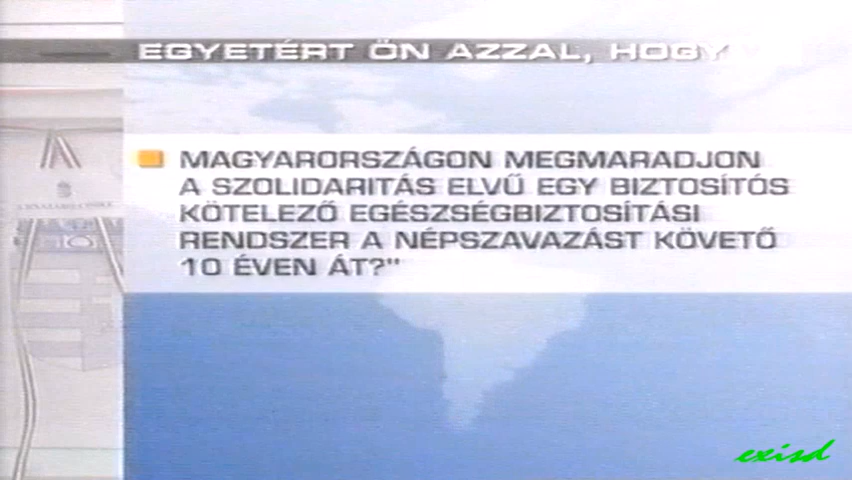 EGYETÉRT ÖN AZZAL, HOGY
MAGYARORSZÁGON MEGMARADJON
A SZOLIDARITÁS ELVŰ EGY BIZTOSÍTÓS
KÖTELEZŐ EGÉSZSÉGBIZTOSÍTÁSI
RENDSZER A NÉPSZAVAZÁST KÖVETŐ
10 ÉVEN ÁT?"
exisd